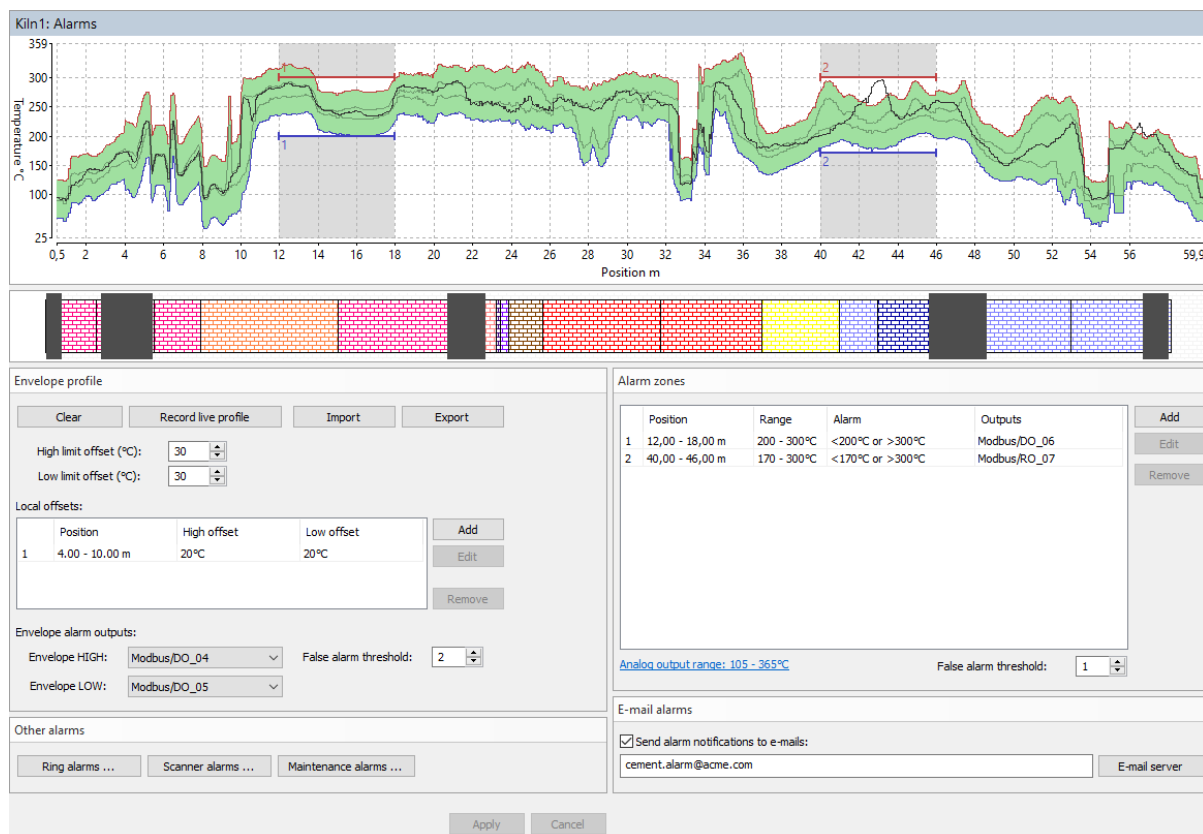 Kiln1: Alarms
359
300
250
200
150
100
25
Temperature °C
1
1
2
2
0,5 2 4 6 8 10 12 14 16 18 20 22 24 26 28 30 32 34 36 38 40 42 44 46 48 50 52 54 56 59,9
Position m
Envelope profile
Clear Record live profile Import Export
High limit offset (°C): 30
Low limit offset (°C): 30
Local offsets:
Position High offset Low offset
1 4.00 - 10.00 m 20°C 20°C
Add
Edit
Remove
Envelope alarm outputs:
Envelope HIGH: Modbus/DO_04 False alarm threshold: 2
Envelope LOW: Modbus/DO_05
Other alarms
Ring alarms ... Scanner alarms ... Maintenance alarms ...
Alarm zones
Position Range Alarm Outputs
1 12,00 - 18,00 m 200 - 300°C <200°C or >300°C Modbus/DO_06
2 40,00 - 46,00 m 170 - 300°C <170°C or >300°C Modbus/RO_07
Add
Edit
Remove
Analog output range: 105 - 365°C False alarm threshold: 1
E-mail alarms
Send alarm notifications to e-mails:
cement.alarm@acme.com E-mail server
Apply Cancel